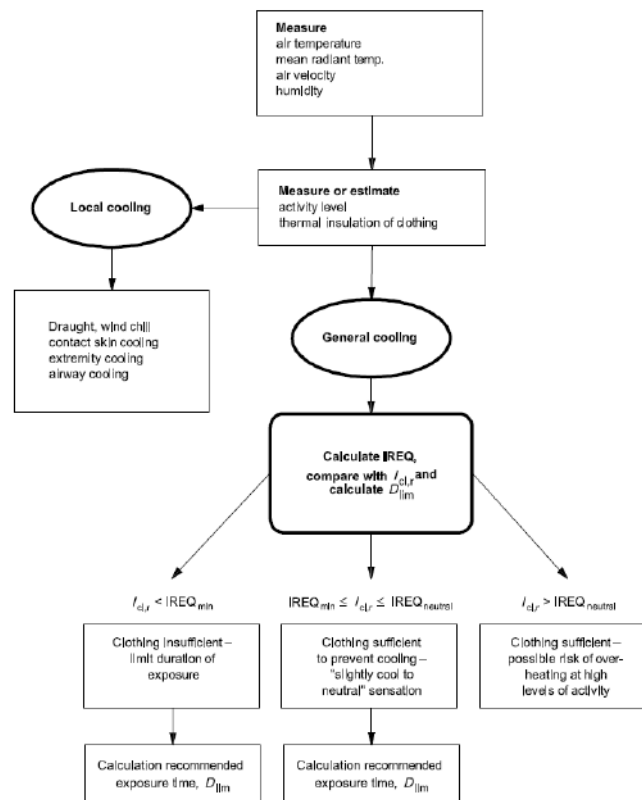 Measure
air temperature
mean radiant temp.
air velocity
humidity
Measure or estimate
activity level
thermal insulation of clothing
Local cooling
Draught, wind chill
contact skin cooling
extremity cooling
airway cooling
General cooling
Calculate IREQ,
compare with Icl,r and
calculate Dlim
Icl,r < IREQmin
IREQmin ≤ Icl,r ≤ IREQneutral
Icl,r > IREQneutral
Clothing insufficient–
limit duration of
exposure
Clothing sufficient
to prevent cooling–
"slightly cool to
neutral" sensation
Clothing sufficient–
possible risk of over-
heating at high
levels of activity
Calculation recommended
exposure time, Dlim
Calculation recommended
exposure time, Dlim